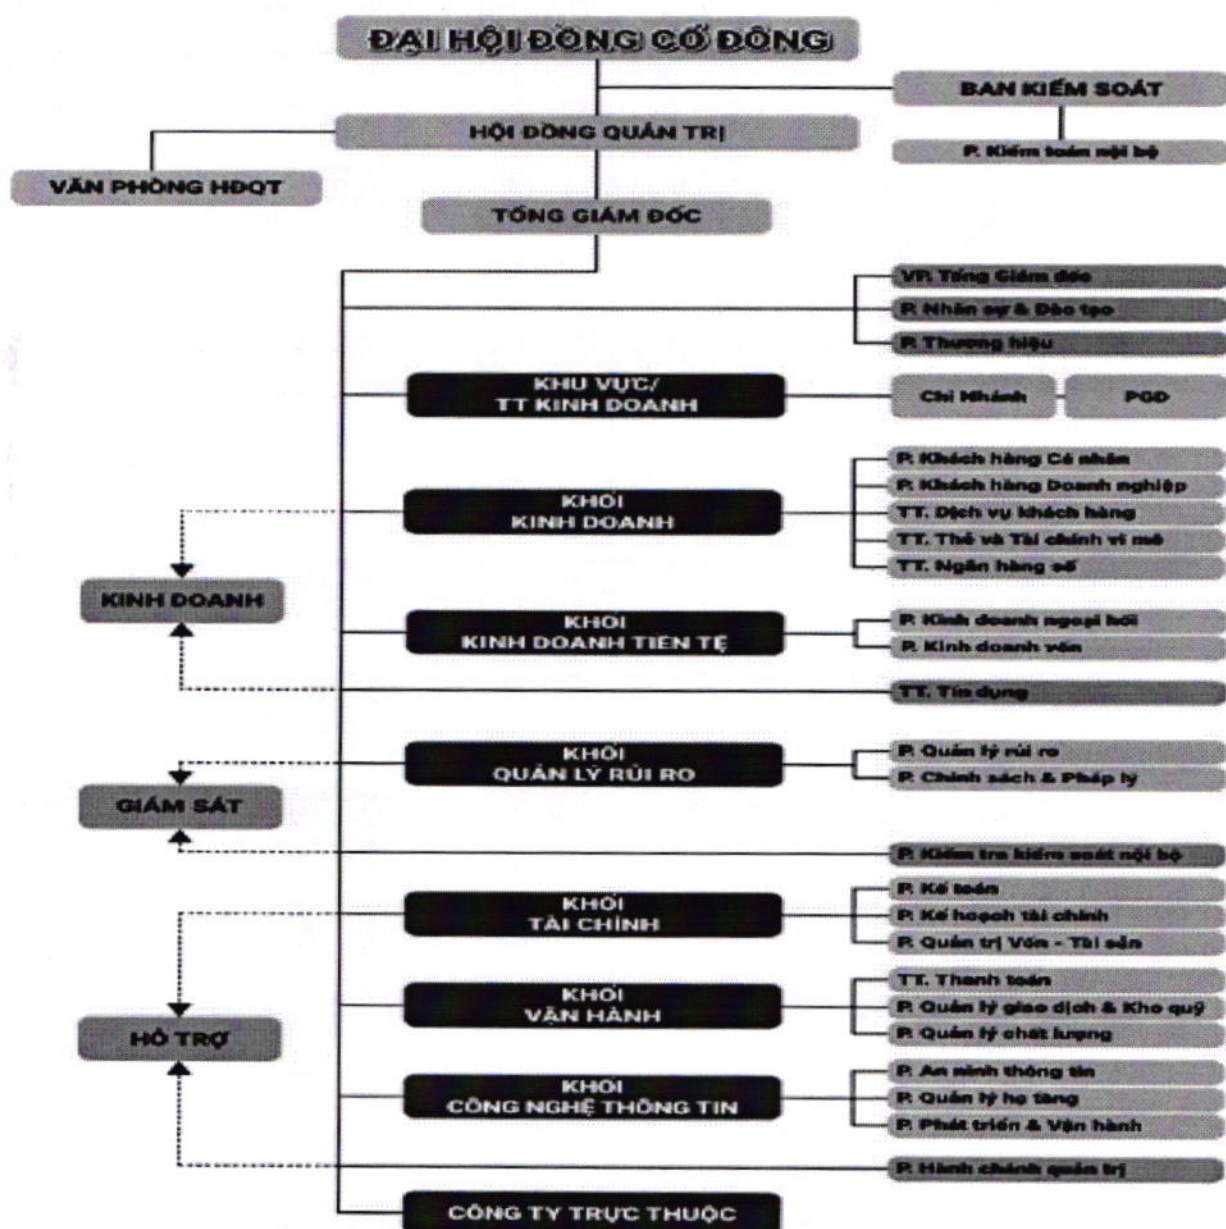 ĐẠI HỘI ĐỒNG CỔ ĐÔNG
BAN KIỂM SOÁT
HỘI ĐỒNG QUẢN TRỊ
P. Kiểm toán nội bộ
VĂN PHÒNG HĐQT
TỔNG GIÁM ĐỐC
VP. Tổng Giám đốc
P. Nhân sự & Đào tạo
P. Thương hiệu
KHU VỰC/
TT KINH DOANH
Chi Nhánh
PGD
KHỐI
KINH DOANH
P. Khách hàng Cá nhân
P. Khách hàng Doanh nghiệp
TT. Dịch vụ khách hàng
TT. Thẻ và Tài chính vi mô
TT. Ngân hàng số
KINH DOANH
KHỐI
KINH DOANH TIỀN TỆ
P. Kinh doanh ngoại hối
P. Kinh doanh vốn
TT. Tín dụng
KHỐI
QUẢN LÝ RỦI RO
P. Quản lý rủi ro
P. Chính sách & Pháp lý
GIÁM SÁT
P. Kiểm tra kiểm soát nội bộ
KHỐI
TÀI CHÍNH
P. Kế toán
P. Kế hoạch tài chính
P. Quản trị Vốn - Tài sản
KHỐI
VẬN HÀNH
TT. Thanh toán
P. Quản lý giao dịch & Kho quỹ
P. Quản lý chất lượng
HỖ TRỢ
KHỐI
CÔNG NGHỆ THÔNG TIN
P. An ninh thông tin
P. Quản lý hạ tầng
P. Phát triển & Vận hành
P. Hành chánh quản trị
CÔNG TY TRỰC THUỘC